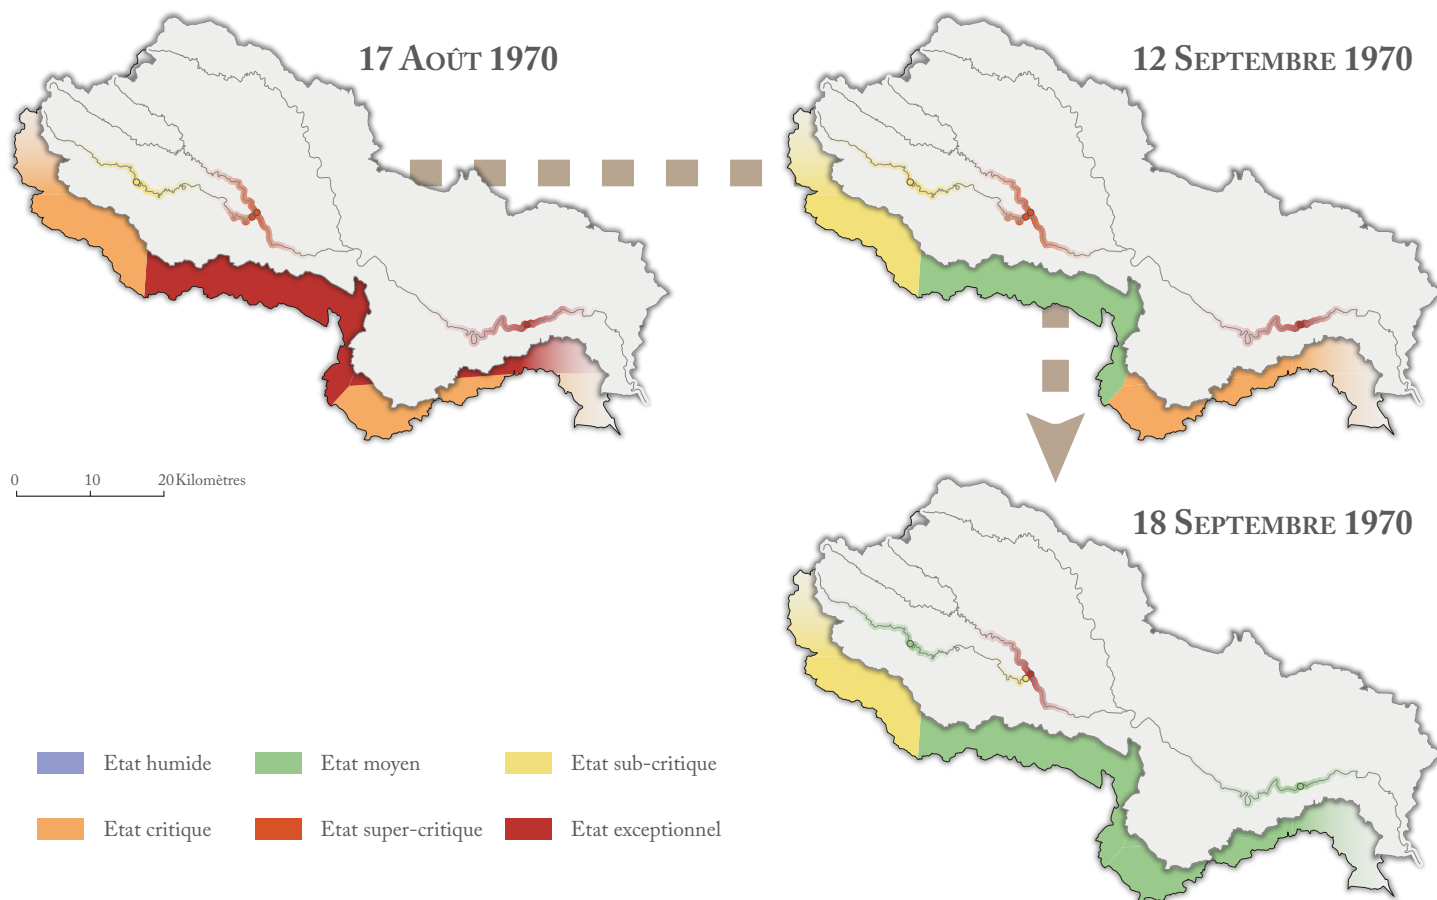 17 AOÛT 1970
12 SEPTEMBRE 1970
0 10 20 Kilomètres
18 SEPTEMBRE 1970
Etat humide Etat moyen Etat sub-critique
Etat critique Etat super-critique Etat exceptionnel